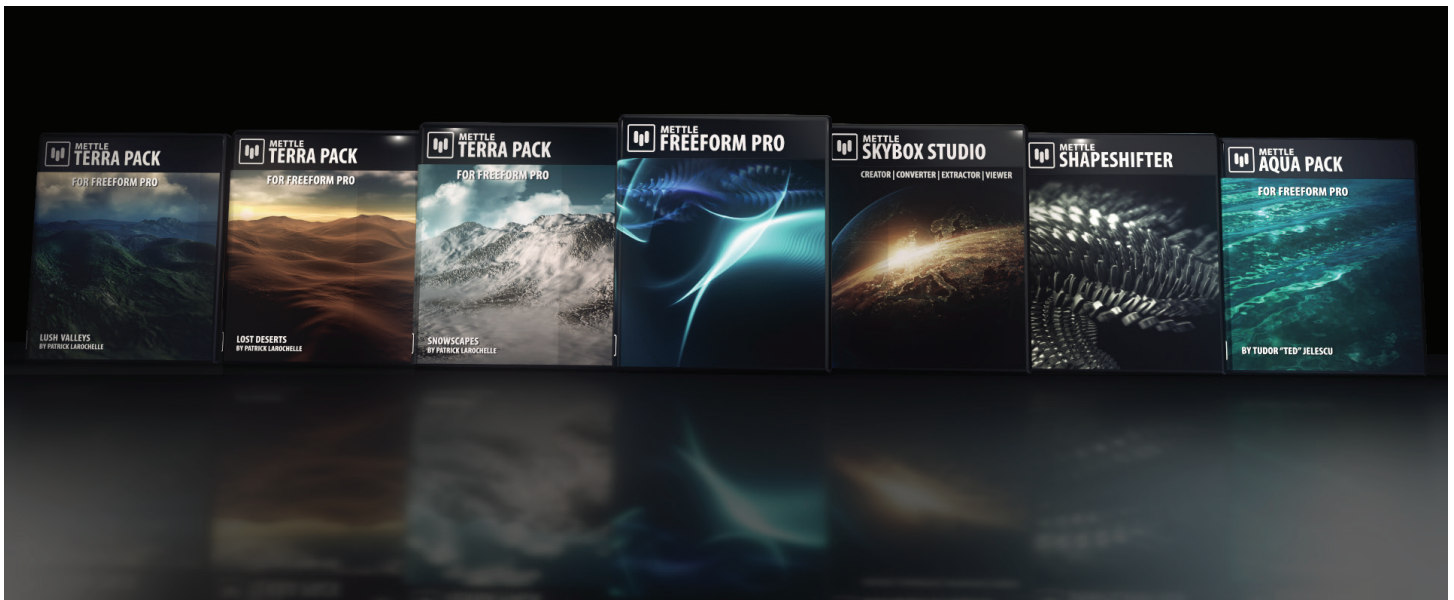 METTLE
TERRA PACK
FOR FREEFORM PRO
LUSH VALLEYS
BY PATRICK LAROCHELLE
METTLE
TERRA PACK
FOR FREEFORM PRO
LOST DESERTS
BY PATRICK LAROCHELLE
METTLE
TERRA PACK
FOR FREEFORM PRO
SNOWSCAPES
BY PATRICK LAROCHELLE
METTLE
FREEFORM PRO
METTLE
SKYBOX STUDIO
CREATOR | CONVERTER | EXTRACTOR | VIEWER
METTLE
SHAPESHIFTER
METTLE
AQUA PACK
FOR FREEFORM PRO
BY TUDOR "TED" JELESCU